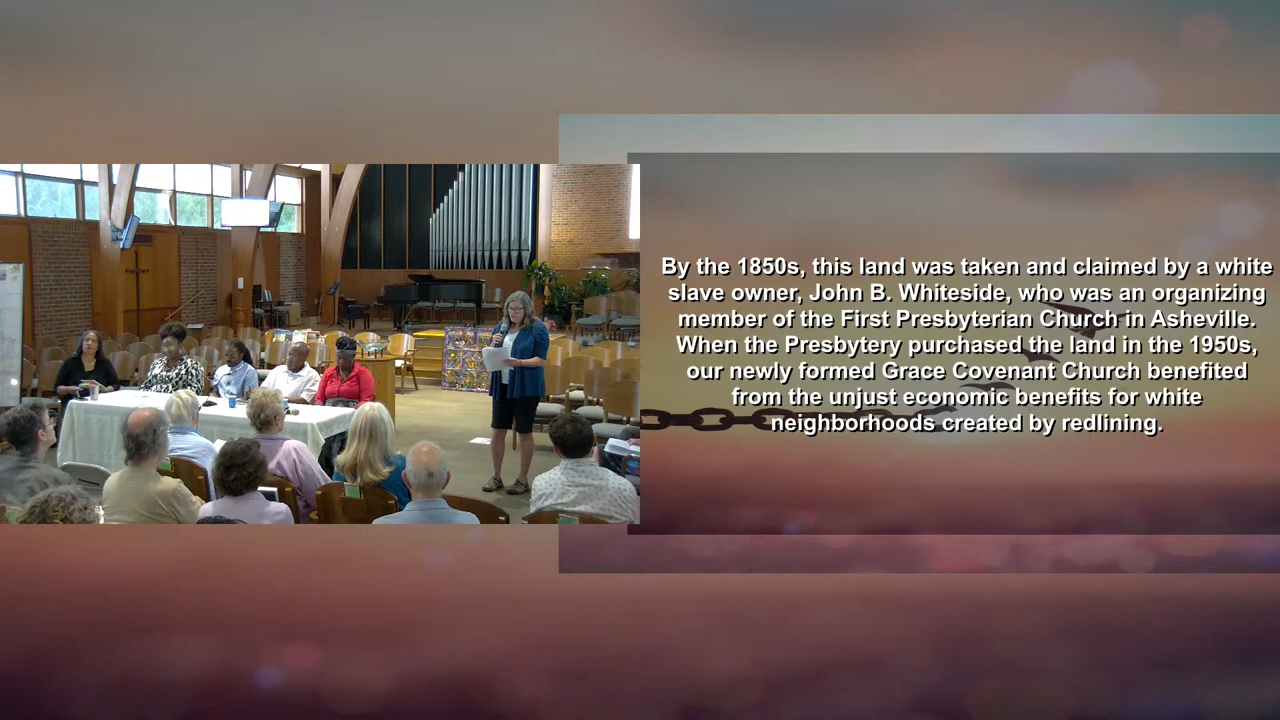 By the 1850s, this land was taken and claimed by a white
slave owner, John B. Whiteside, who was an organizing
member of the First Presbyterian Church in Asheville.
When the Presbytery purchased the land in the 1950s,
our newly formed Grace Covenant Church benefited
from the unjust economic benefits for white
neighborhoods created by redlining.